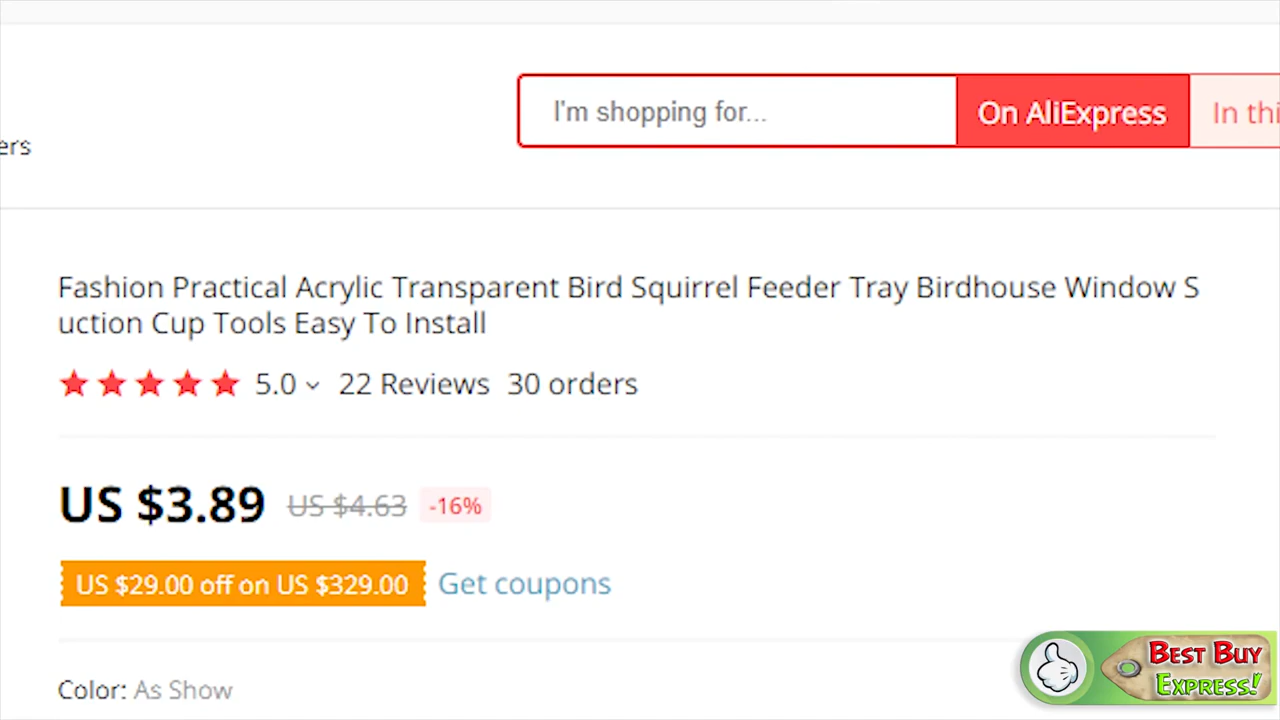 I'm shopping for...
On AliExpress
In thi
ers
Fashion Practical Acrylic Transparent Bird Squirrel Feeder Tray Birdhouse Window S
uction Cup Tools Easy To Install
5.0 22 Reviews 30 orders
US $3.89 US $4.63 -16%
US $29.00 off on US $329.00 Get coupons
Color: As Show
BEST BUY
EXPRESS!